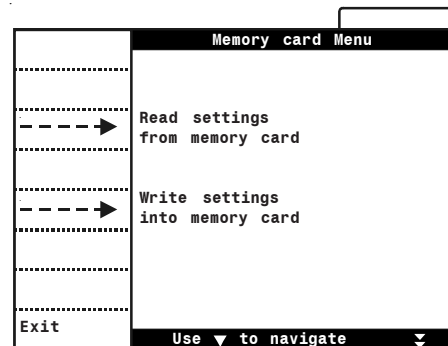 Memory card Menu
Read settings
from memory card
Write settings
into memory card
Exit
Use ▼ to navigate